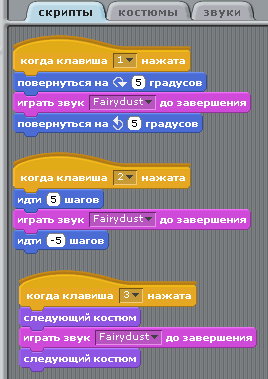 скрипты костюмы звуки
когда клавиша 1 нажата
повернуться на 5 градусов
играть звук Fairydust до завершения
повернуться на 5 градусов
когда клавиша 2 нажата
идти 5 шагов
играть звук Fairydust до завершения
идти -5 шагов
когда клавиша 3 нажата
следующий костюм
играть звук Fairydust до завершения
следующий костюм